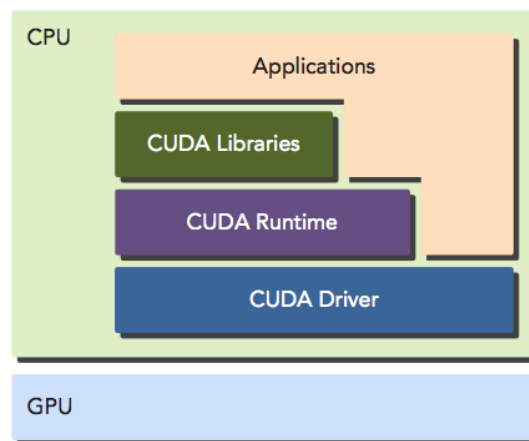 CPU
Applications
CUDA Libraries
CUDA Runtime
CUDA Driver
GPU